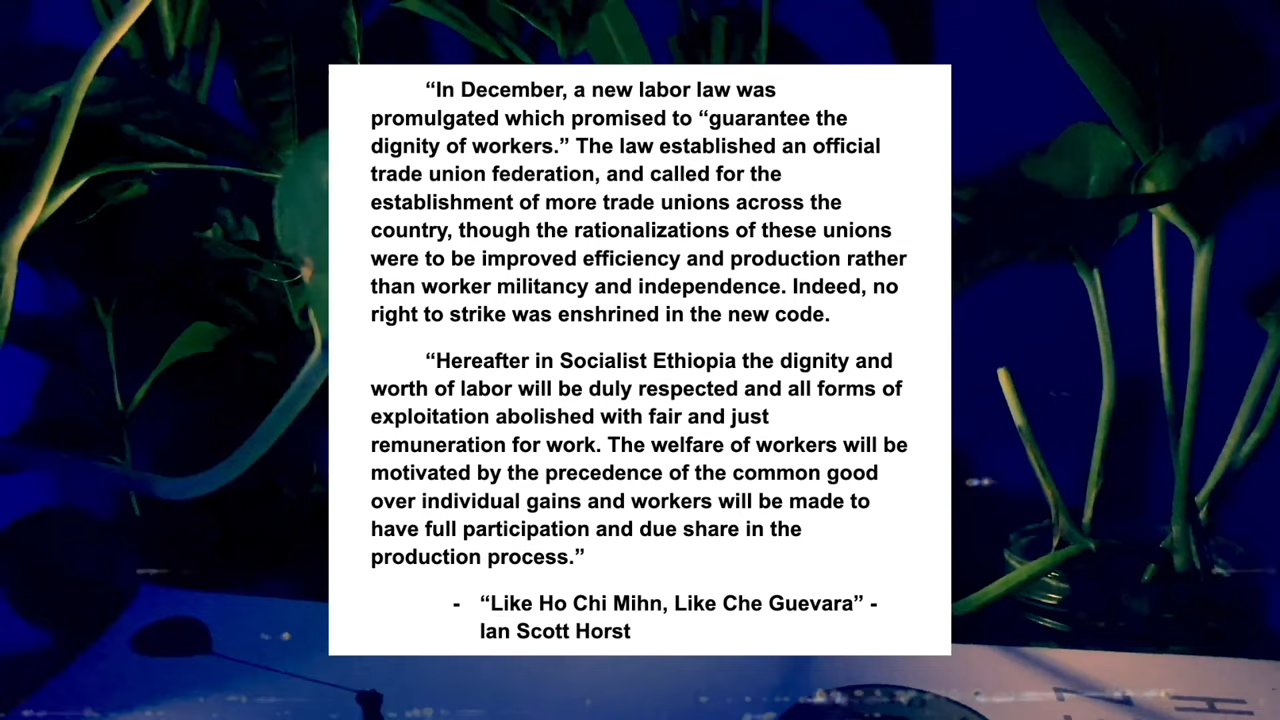 “In December, a new labor law was
promulgated which promised to “guarantee the
dignity of workers.” The law established an official
trade union federation, and called for the
establishment of more trade unions across the
country, though the rationalizations of these unions
were to be improved efficiency and production rather
than worker militancy and independence. Indeed, no
right to strike was enshrined in the new code.
“Hereafter in Socialist Ethiopia the dignity and
worth of labor will be duly respected and all forms of
exploitation abolished with fair and just
remuneration for work. The welfare of workers will be
motivated by the precedence of the common good
over individual gains and workers will be made to
have full participation and due share in the
production process.”
- “Like Ho Chi Mihn, Like Che Guevara” -
Ian Scott Horst